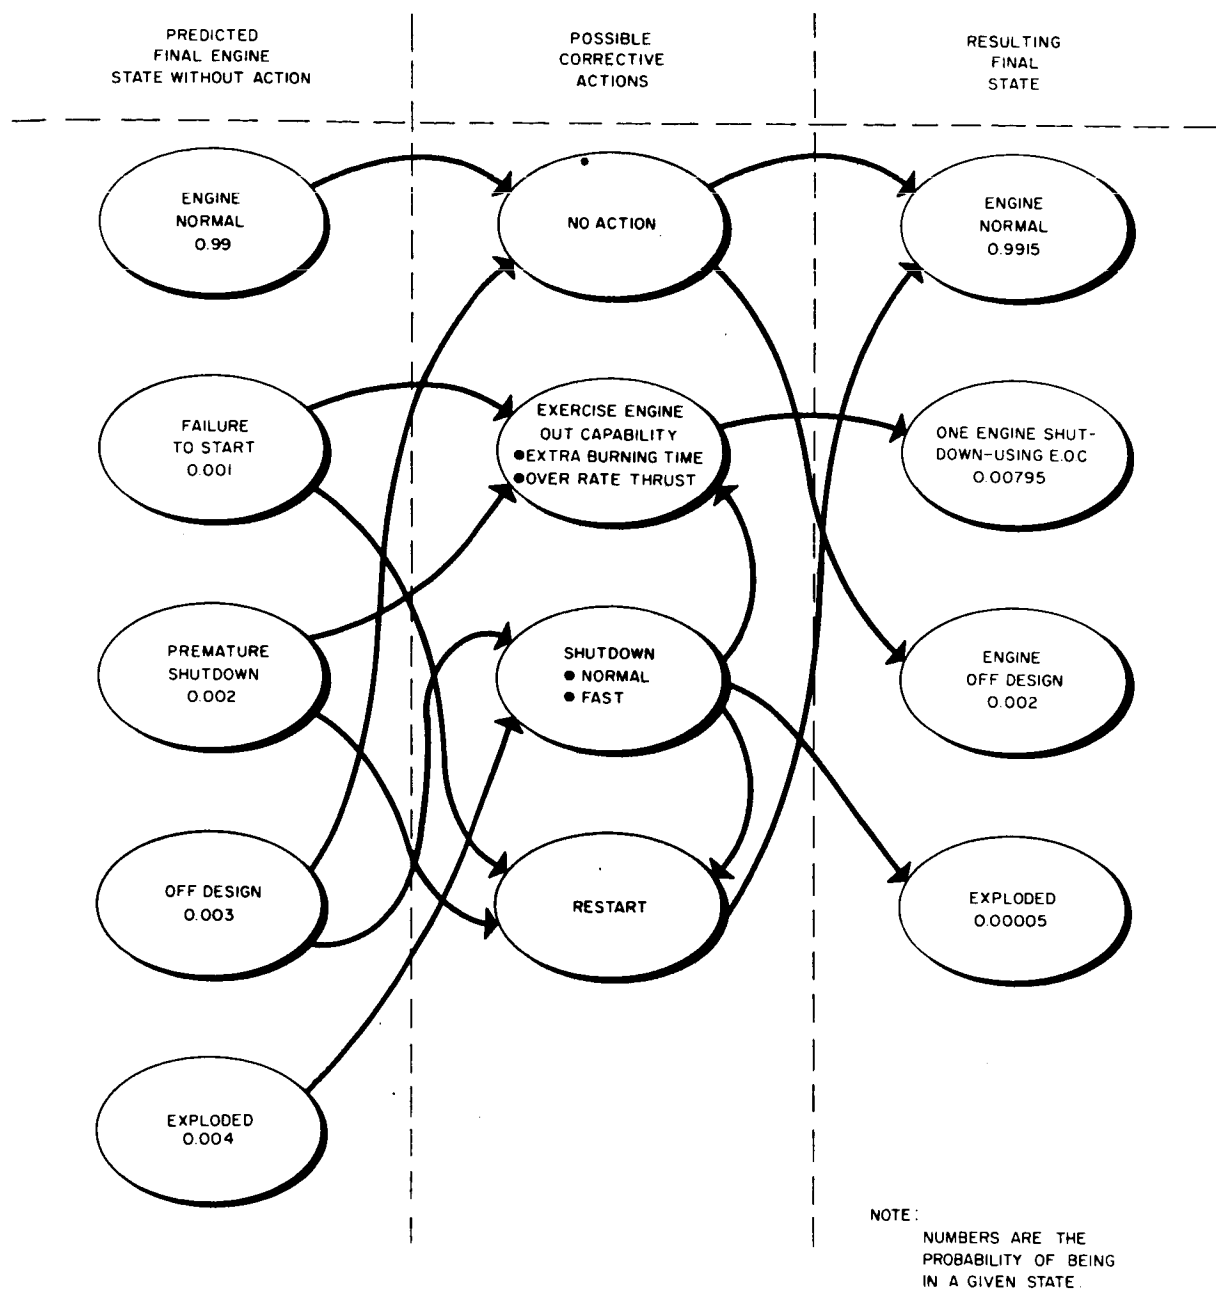 PREDICTED
FINAL ENGINE
STATE WITHOUT ACTION
POSSIBLE
CORRECTIVE
ACTIONS
RESULTING
FINAL
STATE
ENGINE
NORMAL
0.99
NO ACTION
ENGINE
NORMAL
0.9915
FAILURE
TO START
0.001
EXERCISE ENGINE
OUT CAPABILITY
●EXTRA BURNING TIME
●OVER RATE THRUST
ONE ENGINE SHUT-
DOWN-USING E.O.C
0.00795
PREMATURE
SHUTDOWN
0.002
SHUTDOWN
● NORMAL
● FAST
ENGINE
OFF DESIGN
0.002
OFF DESIGN
0.003
RESTART
EXPLODED
0.00005
EXPLODED
0.004
NOTE:
NUMBERS ARE THE
PROBABILITY OF BEING
IN A GIVEN STATE.